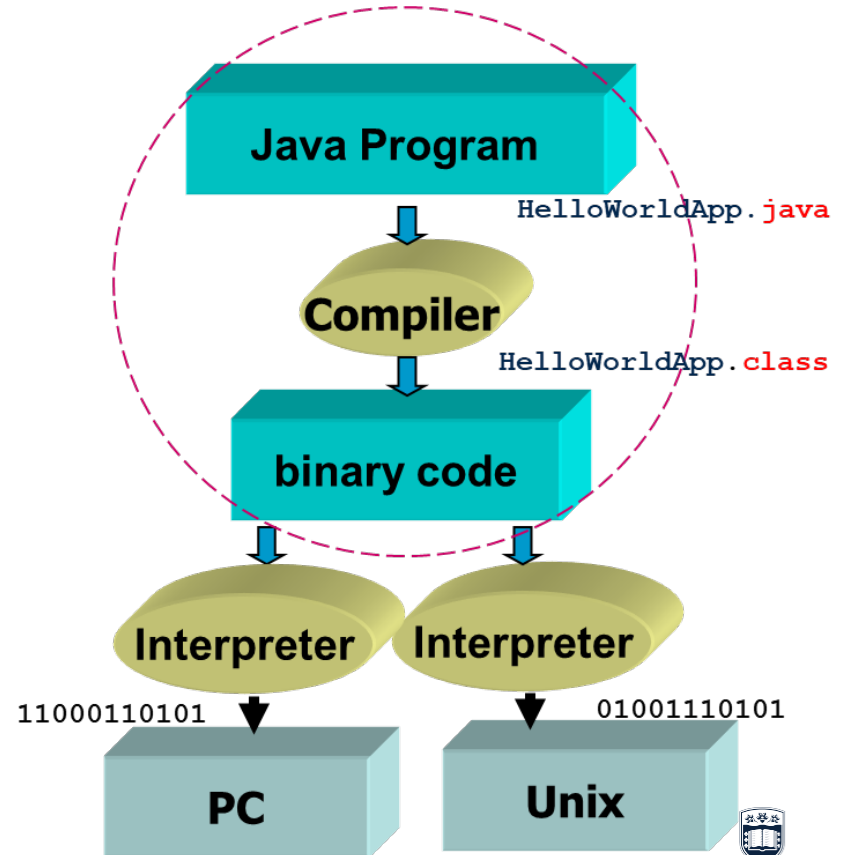 Java Program
HelloWorldApp.java
Compiler
HelloWorldApp.class
binary code
Interpreter
Interpreter
11000110101
01001110101
PC
Unix